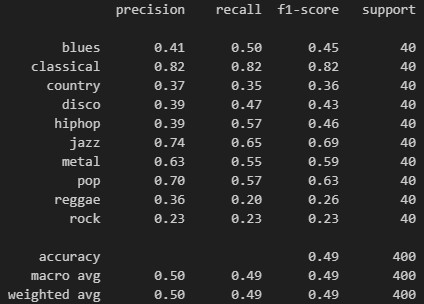 precision recall f1-score support
blues 0.41 0.50 0.45 40
classical 0.82 0.82 0.82 40
country 0.37 0.35 0.36 40
disco 0.39 0.47 0.43 40
hiphop 0.39 0.57 0.46 40
jazz 0.74 0.65 0.69 40
metal 0.63 0.55 0.59 40
pop 0.70 0.57 0.63 40
reggae 0.36 0.20 0.26 40
rock 0.23 0.23 0.23 40
accuracy 0.49 400
macro avg 0.50 0.49 0.49 400
weighted avg 0.50 0.49 0.49 400